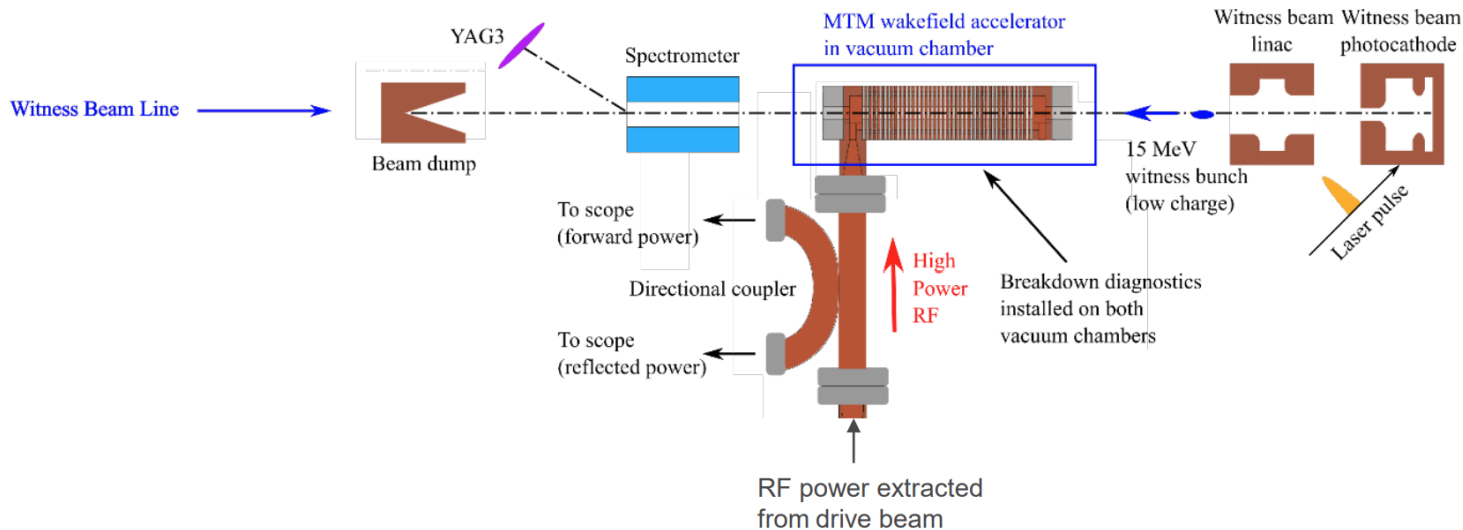 MTM wakefield accelerator
in vacuum chamber
Witness beam
linac
Witness beam
photocathode
YAG3
Spectrometer
Witness Beam Line
Beam dump
15 MeV
witness bunch
(low charge)
Laser pulse
To scope
(forward power)
High
Power
RF
Directional coupler
Breakdown diagnostics
installed on both
vacuum chambers
To scope
(reflected power)
RF power extracted
from drive beam